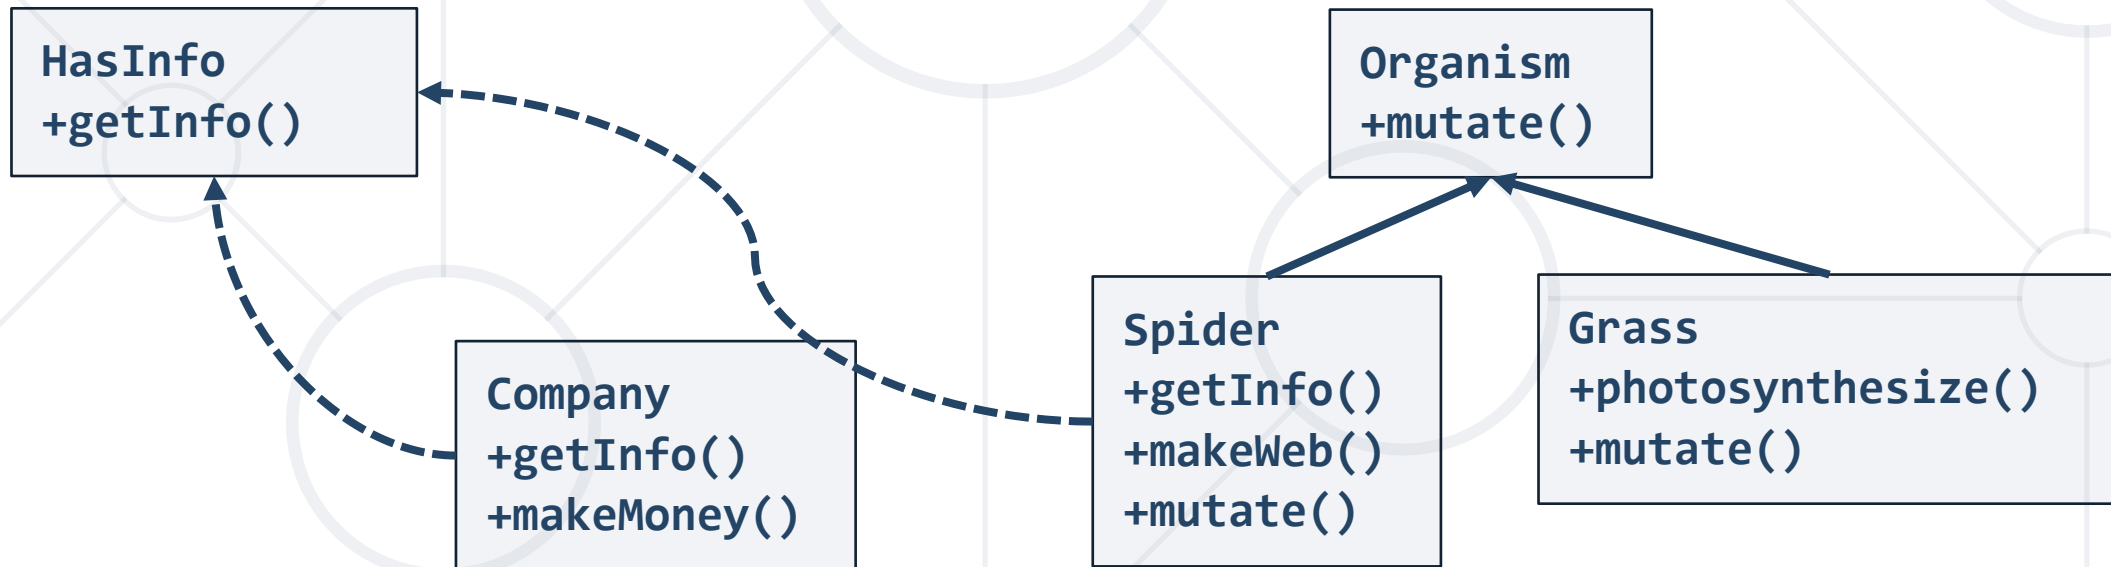 HasInfo
+getInfo()
Organism
+mutate()
Company
+getInfo()
+makeMoney()
Spider
+getInfo()
+makeWeb()
+mutate()
Grass
+photosynthesize()
+mutate()